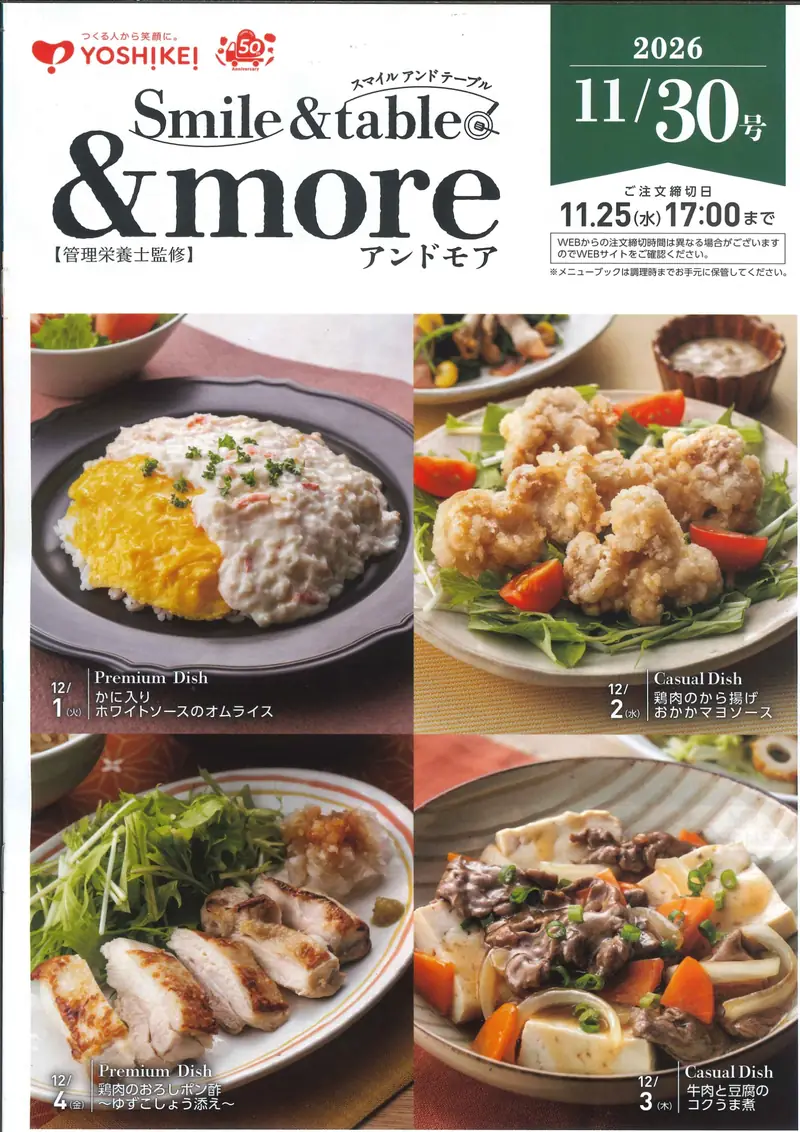 つくる人から笑顔に。
YOSHIKEI
50
Anniversary
スマイル アンド テーブル
Smile &table
&more
【管理栄養士監修】
アンドモア
2026
11/30号
ご注文締切日
11.25(水)17:00まで
WEBからの注文締切時間は異なる場合がございます
のでWEBサイトをご確認ください。
※メニューブックは調理時までお手元に保管してください。
12/
1(火)
Premium Dish
かに入り
ホワイトソースのオムライス
12/
2(水)
Casual Dish
鶏肉のから揚げ
おかかマヨソース
12/
4(金)
Premium Dish
鶏肉のおろしポン酢
〜ゆずこしょう添え〜
12/
3(木)
Casual Dish
牛肉と豆腐の
コクうま煮